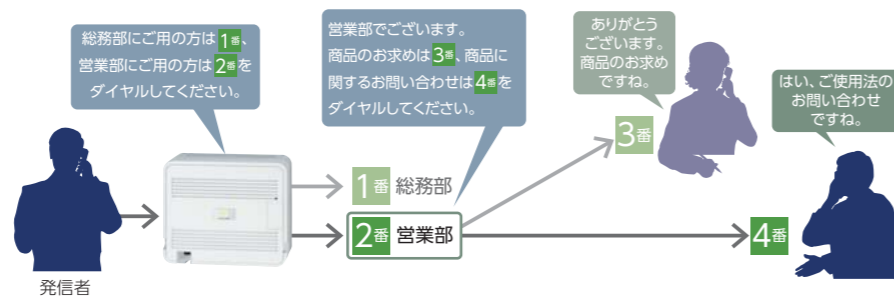 総務部にご用の方は1番、
営業部にご用の方は2番を
ダイヤルしてください。
営業部でございます。
商品のお求めは3番、商品に
関するお問い合わせは4番を
ダイヤルしてください。
ありがとう
ございます。
商品のお求め
ですね。
はい、ご使用法の
お問い合わせ
ですね。
3番
1番 総務部
2番 営業部
4番
発信者